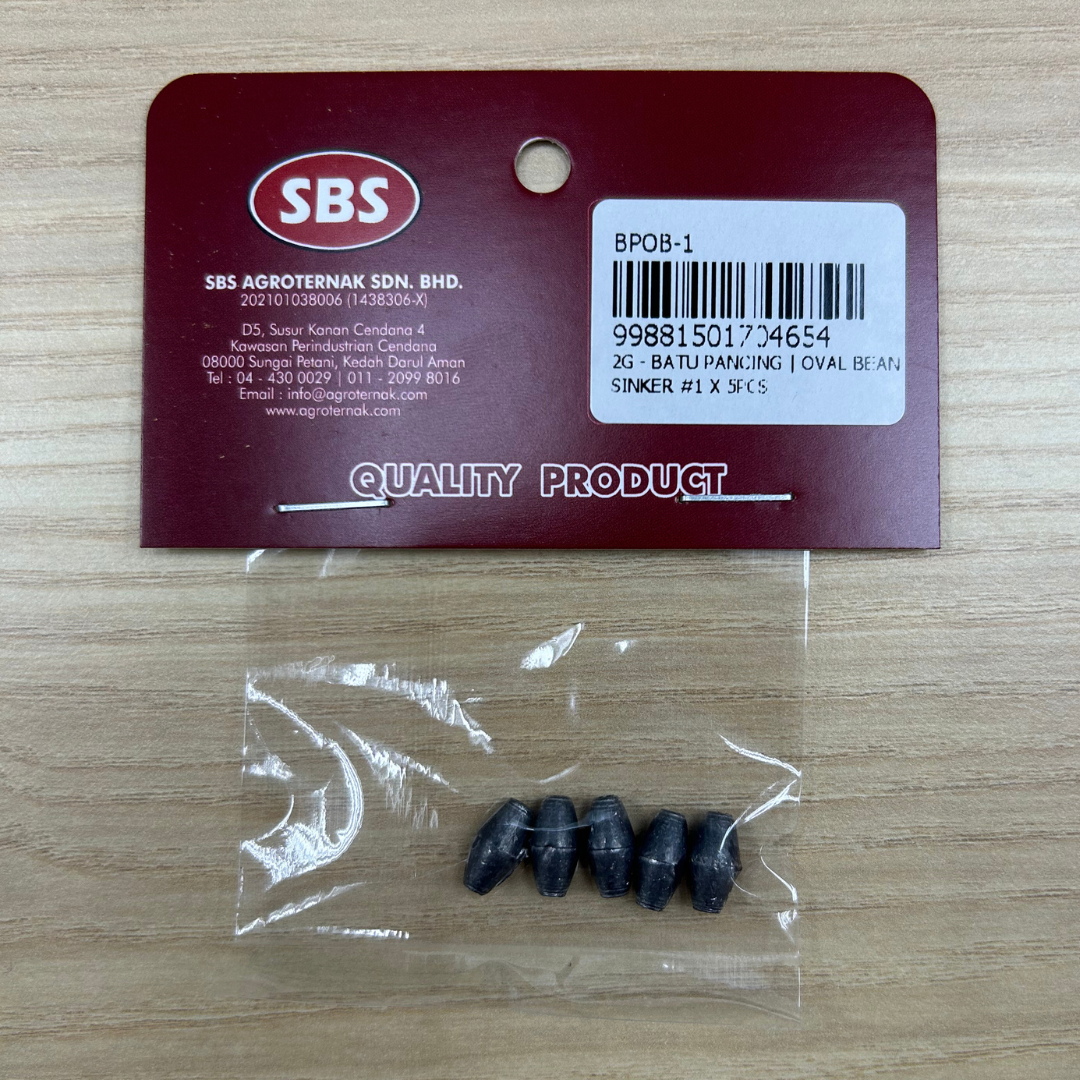 SBS
SBS AGROTERNAK SDN. BHD.
202101038006 (1438306-X)
D5, Susur Kanan Cendana 4
Kawasan Perindustrian Cendana
08000 Sungai Petani, Kedah Darul Aman
Tel : 04 - 430 0029 | 011 - 2099 8016
Email : info@agroternak.com
www.agroternak.com
BPOB-1
99881501704654
2G - BATU PANCING | OVAL BEAN
SINKER #1 X 5PCS
QUALITY PRODUCT